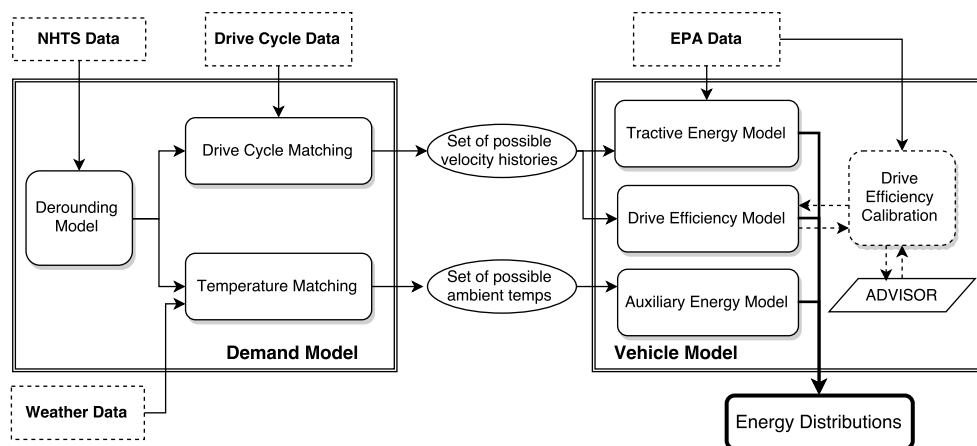 NHTS Data
Drive Cycle Data
EPA Data
Drive Cycle Matching
Set of possible
velocity histories
Tractive Energy Model
Derounding
Model
Drive Efficiency Model
Drive
Efficiency
Calibration
Temperature Matching
Set of possible
ambient temps
Auxiliary Energy Model
ADVISOR
Demand Model
Vehicle Model
Weather Data
Energy Distributions